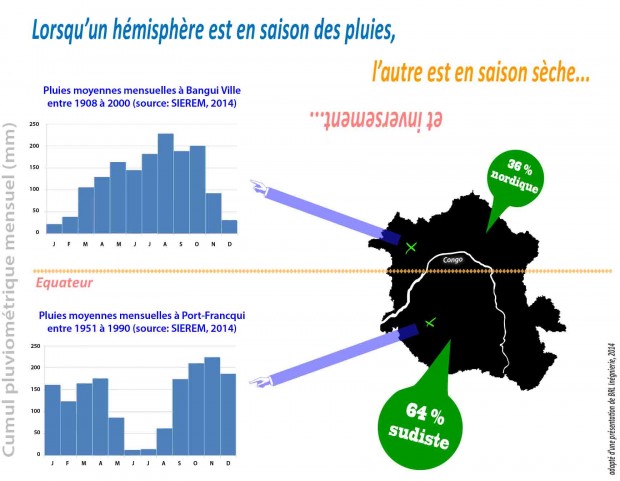 Lorsqu'un hémisphère est en saison des pluies,
l'autre est en saison sèche...
et inversement...
Cumul pluviométrique mensuel (mm)
Pluies moyennes mensuelles à Bangui Ville
entre 1908 à 2000 (source: SIEREM, 2014)
250
200
150
100
50
0
J F M A M J J A S O N D
36 %
nordique
Congo
Equateur
Pluies moyennes mensuelles à Port-Francqui
entre 1951 à 1990 (source: SIEREM, 2014)
250
200
150
100
50
0
J F M A M J J A S O N D
64 %
sudiste
adapté d'une présentation de BRL Inégnierie, 2014